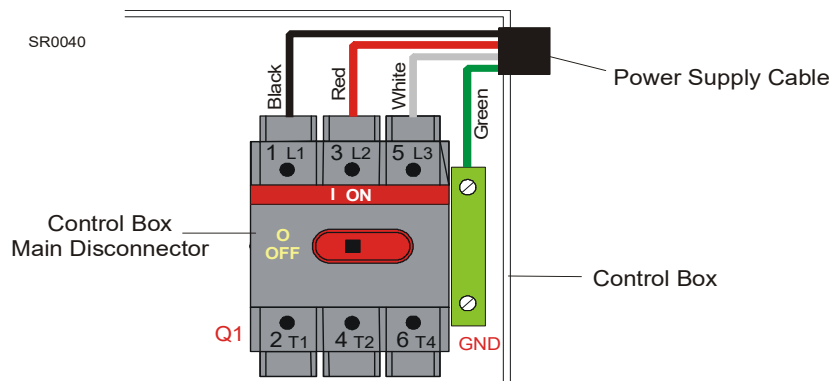 SR0040
Black
Red
White
Green
Power Supply Cable
1 L1
3 L2
5 L3
I ON
Control Box
Main Disconnector
O
OFF
Control Box
Q1
2 T1
4 T2
6 T4
GND